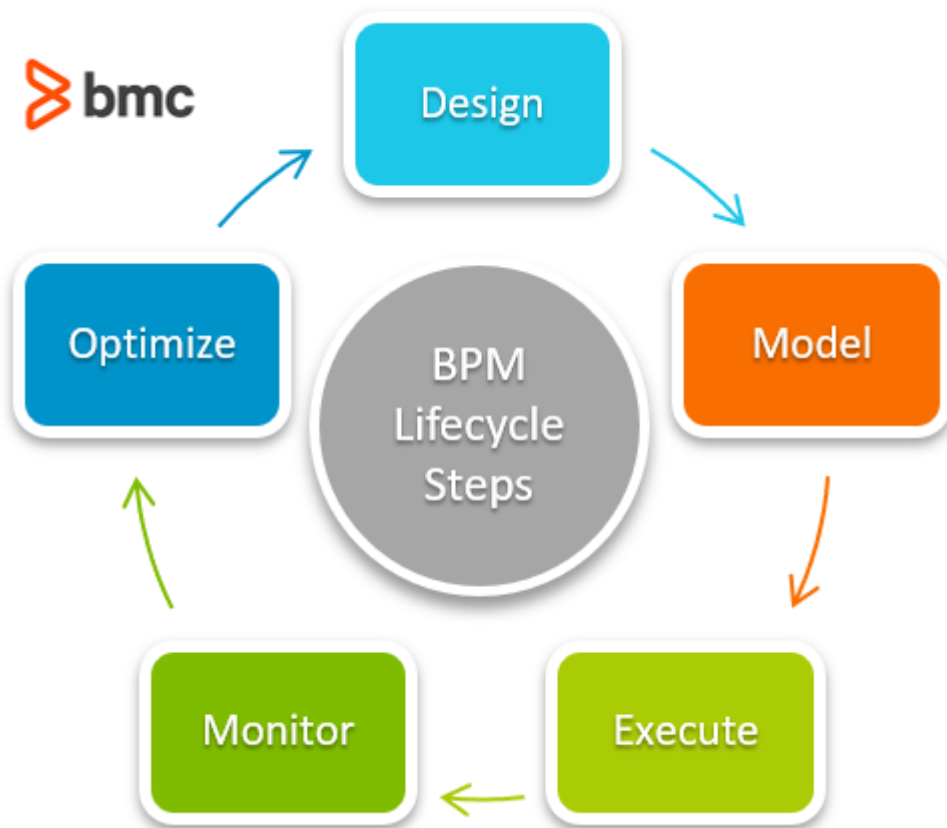 bmc
Design
Optimize
Model
BPM
Lifecycle
Steps
Monitor
Execute